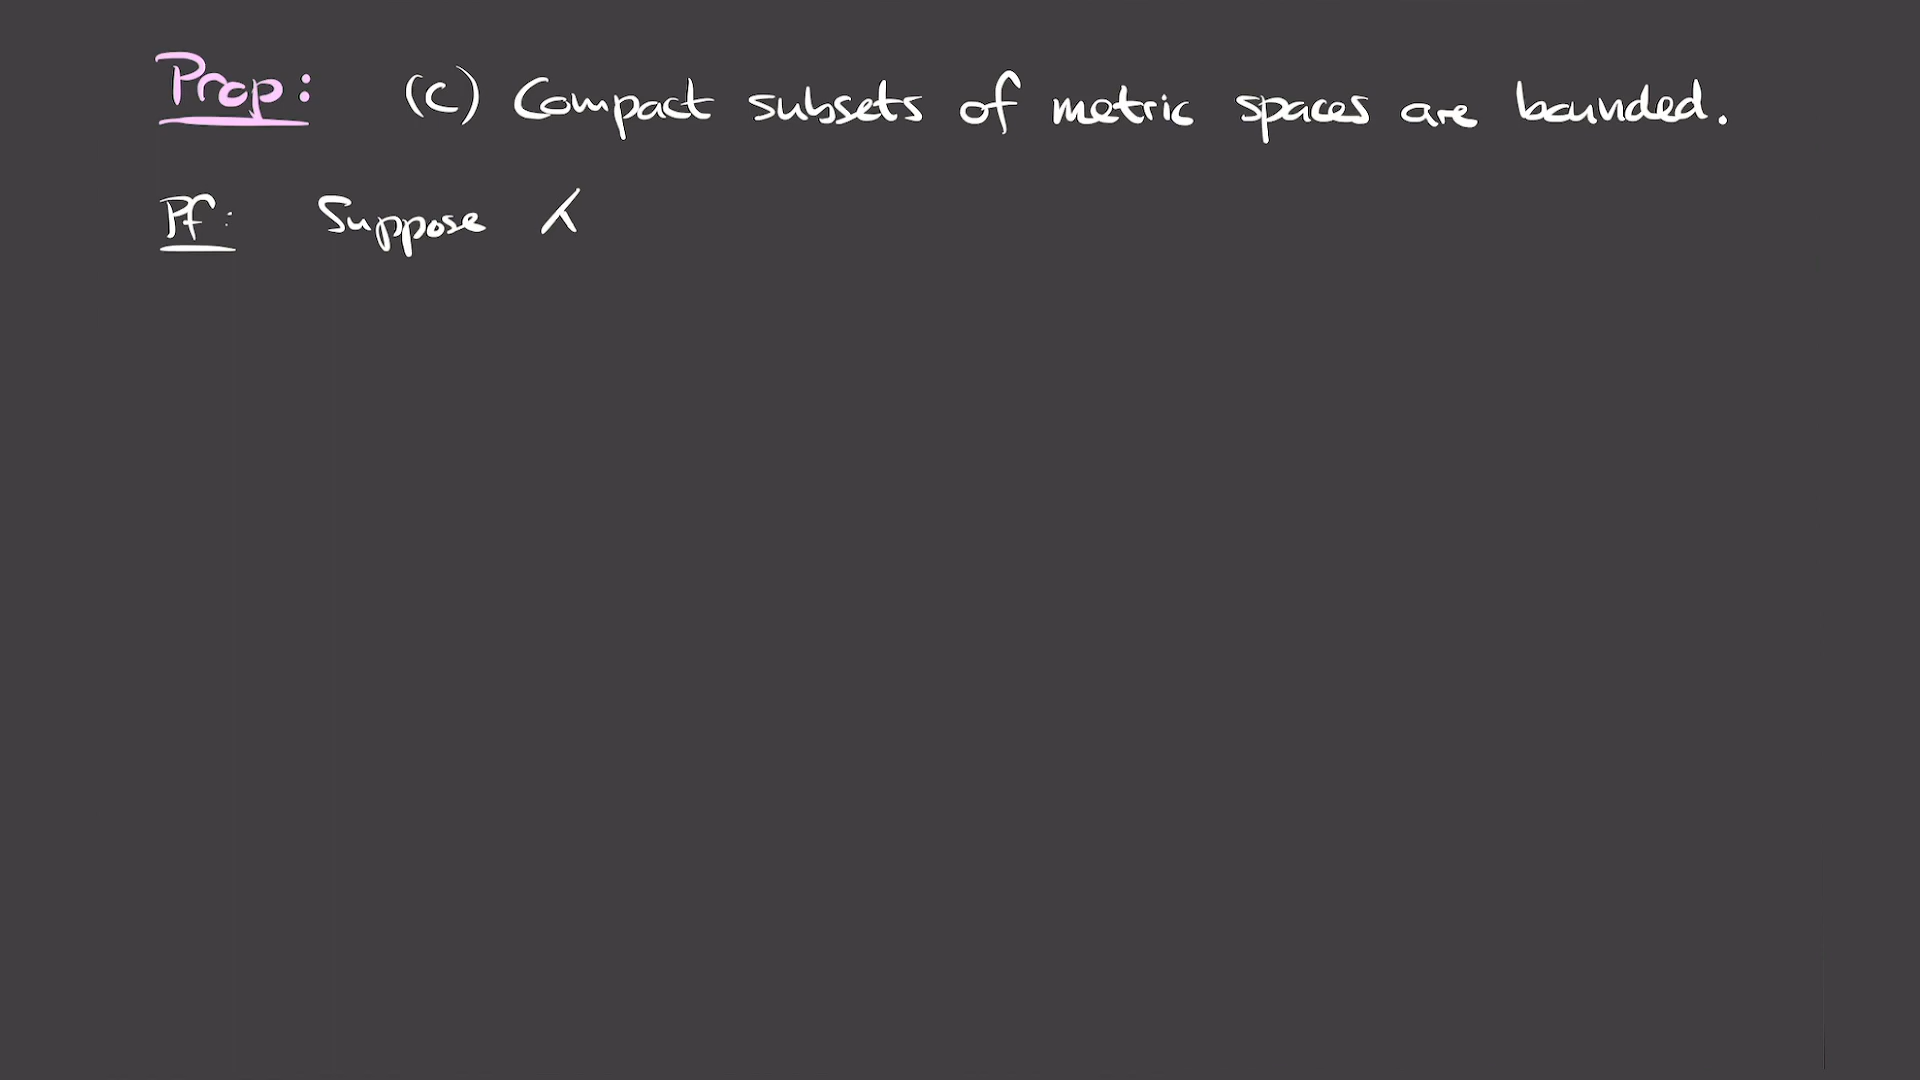 Prop: (c) Compact subsets of metric spaces are bounded.
Pf: Suppose